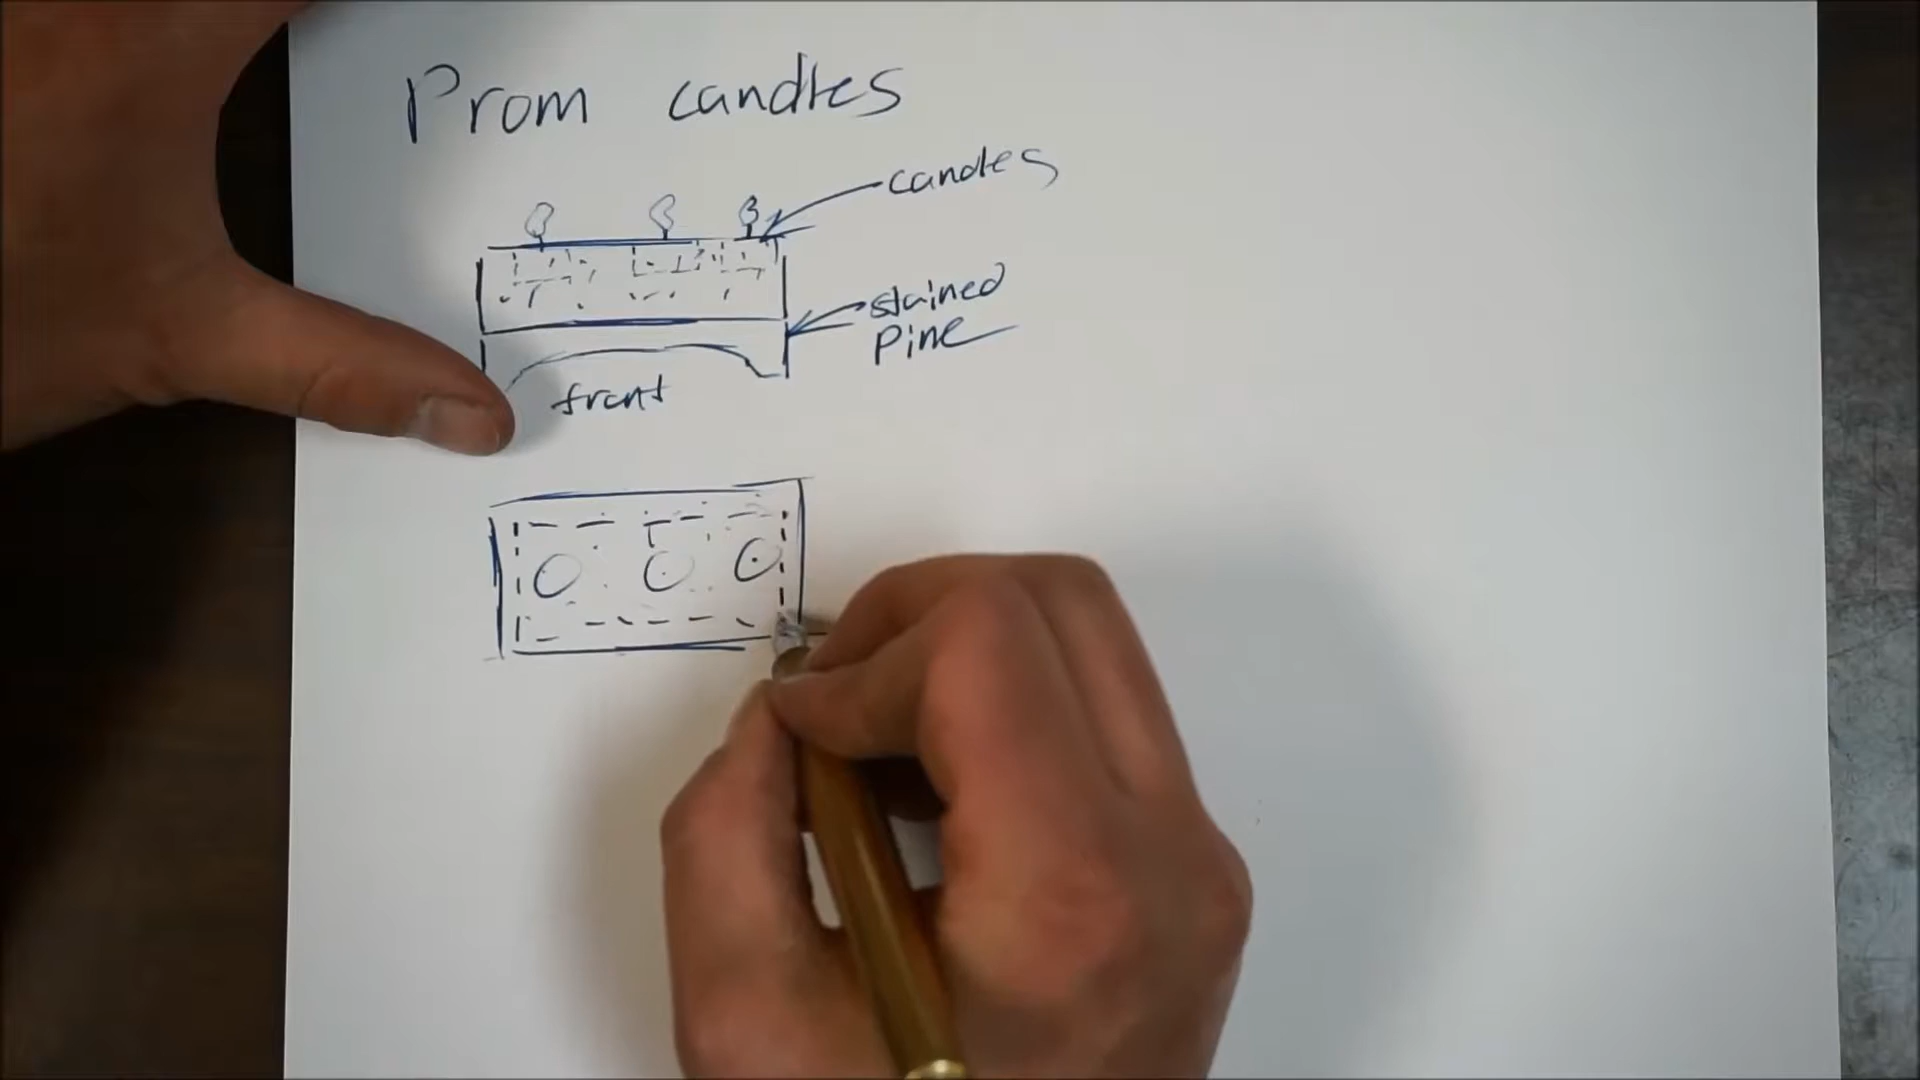 Prom candles
candles
stained
pine
front